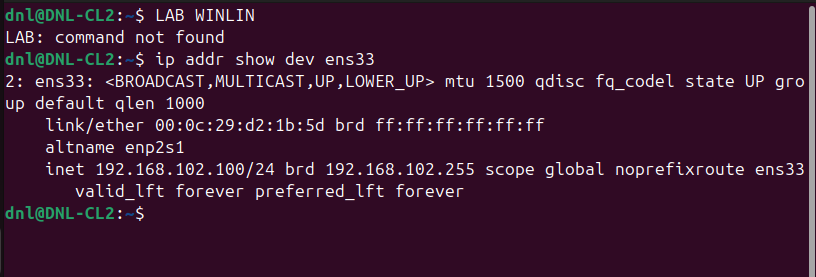 dnl@DNL-CL2:~$ LAB WINLIN
LAB: command not found
dnl@DNL-CL2:~$ ip addr show dev ens33
2: ens33: <BROADCAST,MULTICAST,UP,LOWER_UP> mtu 1500 qdisc fq_codel state UP gro
up default qlen 1000
    link/ether 00:0c:29:d2:1b:5d brd ff:ff:ff:ff:ff:ff
    altname enp2s1
    inet 192.168.102.100/24 brd 192.168.102.255 scope global noprefixroute ens33
       valid_lft forever preferred_lft forever
dnl@DNL-CL2:~$